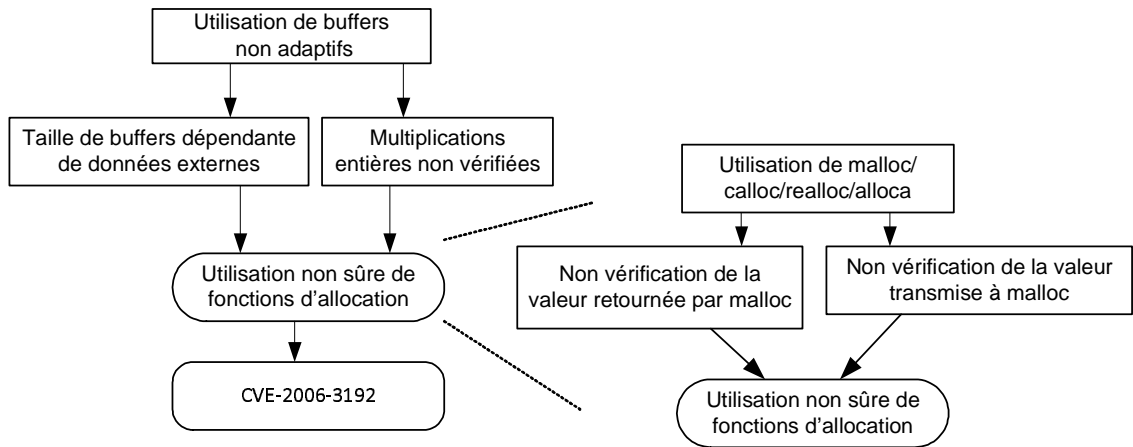 Utilisation de buffers
non adaptifs
Taille de buffers dépendante
de données externes
Multiplications
entières non vérifiées
Utilisation non sûre de
fonctions d'allocation
CVE-2006-3192
Utilisation de malloc/
calloc/realloc/alloca
Non vérification de la
valeur retournée par malloc
Non vérification de la valeur
transmise à malloc
Utilisation non sûre de
fonctions d'allocation